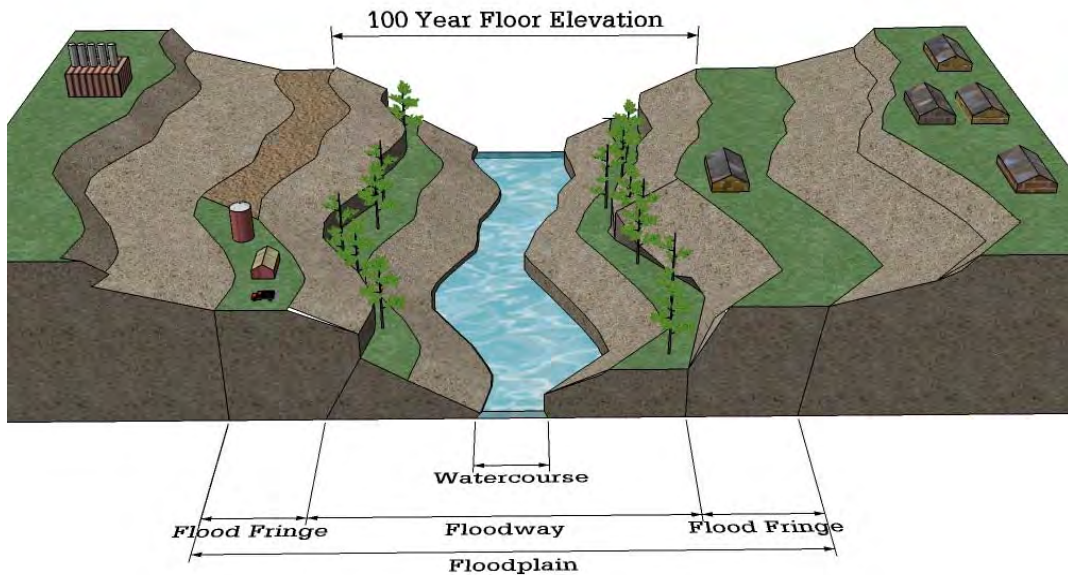 100 Year Floor Elevation
Watercourse
Flood Fringe
Floodway
Flood Fringe
Floodplain